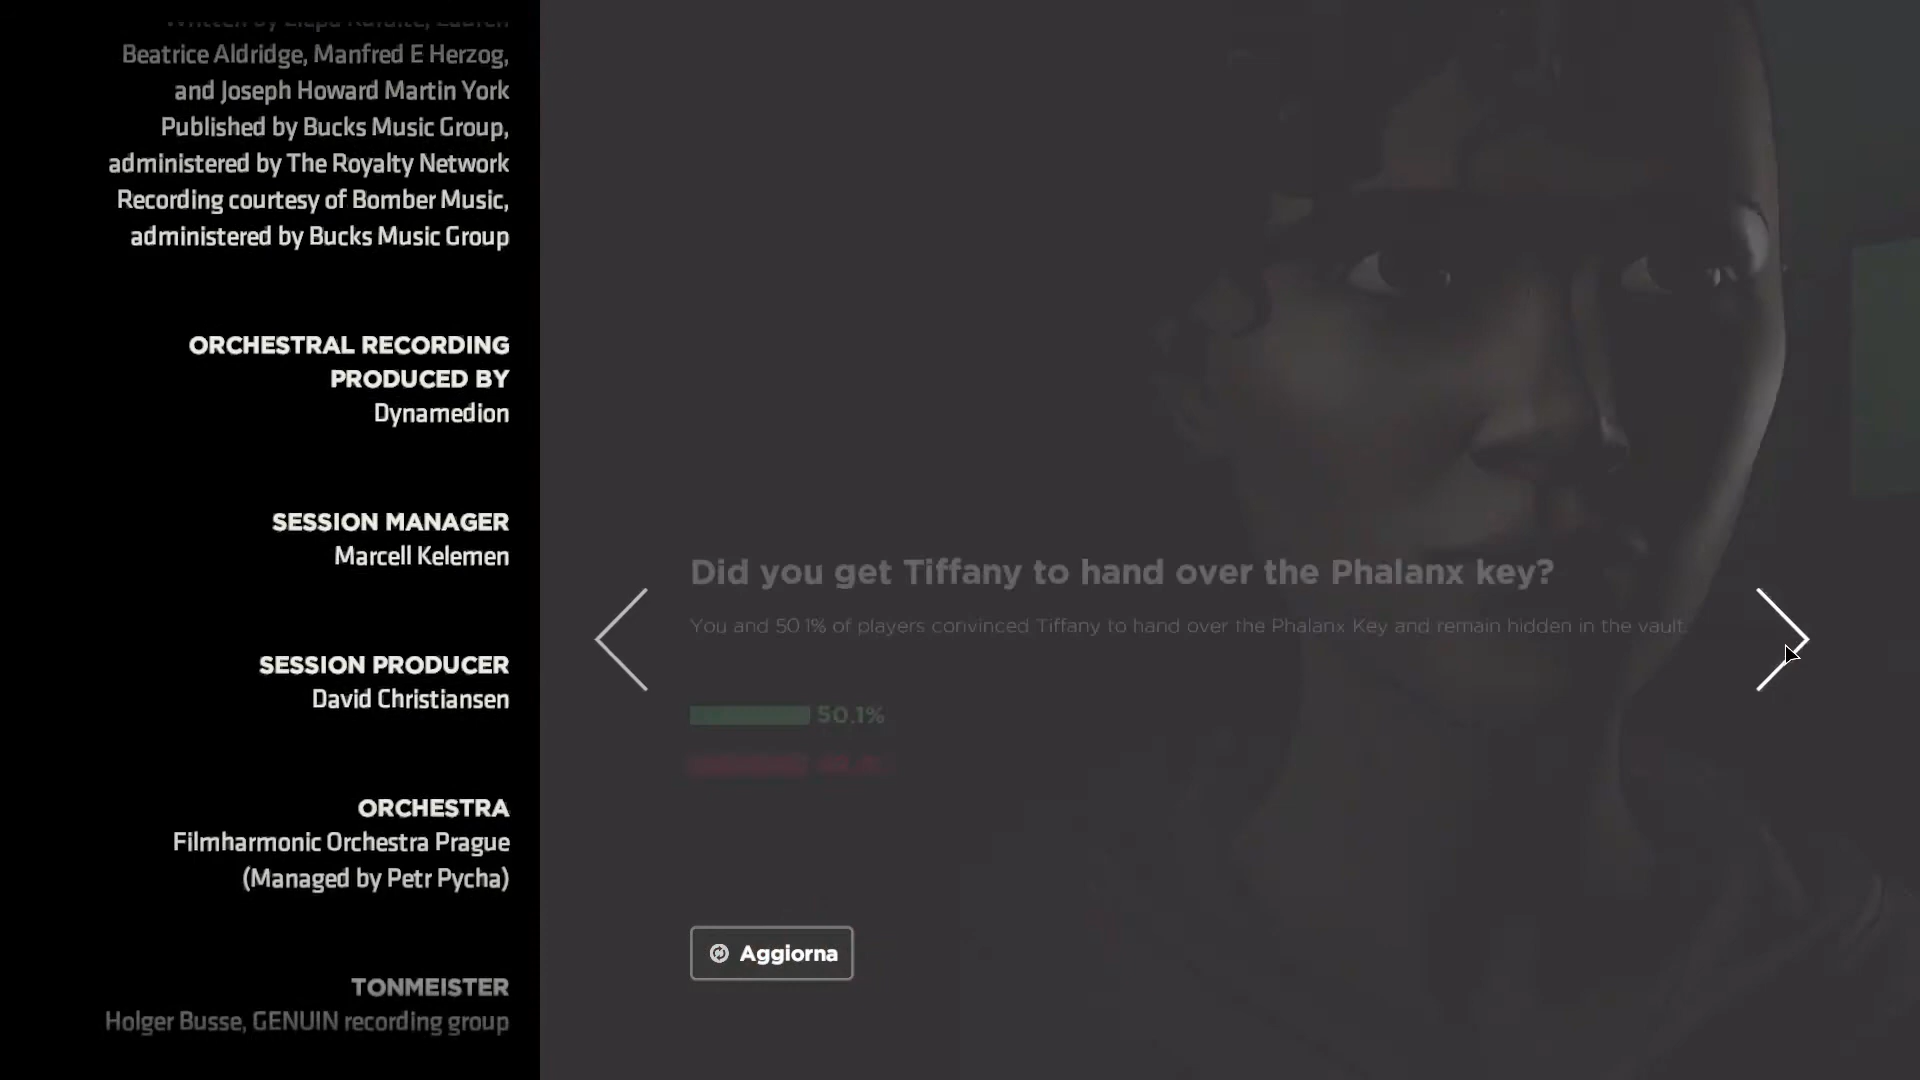 Beatrice Aldridge, Manfred E Herzog,
and Joseph Howard Martin York
Published by Bucks Music Group,
administered by The Royalty Network
Recording courtesy of Bomber Music,
administered by Bucks Music Group
ORCHESTRAL RECORDING
PRODUCED BY
Dynamedion
SESSION MANAGER
Marcell Kelemen
SESSION PRODUCER
David Christiansen
ORCHESTRA
Filmharmonic Orchestra Prague
(Managed by Petr Pycha)
TONMEISTER
Holger Busse, GENUIN recording group
Did you get Tiffany to hand over the Phalanx key?
You and 50.1% of players convinced Tiffany to hand over the Phalanx Key and remain hidden in the vault.
50.1%
Aggiorna